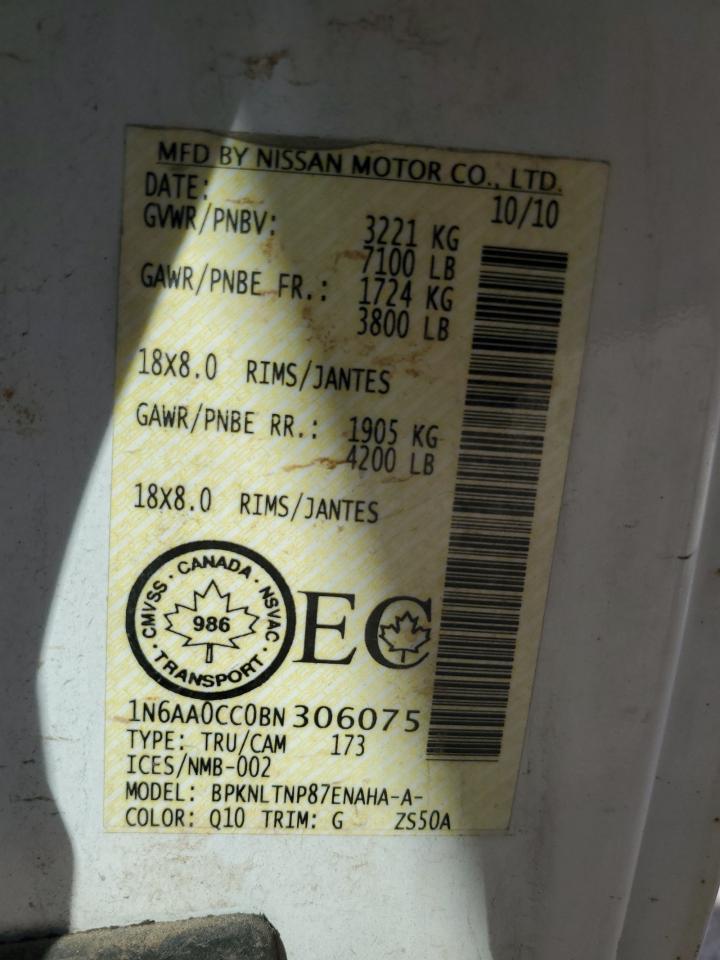 MFD BY NISSAN MOTOR CO., LTD.
DATE: 10/10
GVWR/PNBV: 3221 KG
7100 LB
GAWR/PNBE FR.: 1724 KG
3800 LB
18X8.0 RIMS/JANTES
GAWR/PNBE RR.: 1905 KG
4200 LB
18X8.0 RIMS/JANTES
CMVSS · CANADA · NSVAC
986
· TRANSPORT ·
EC
1N6AA0CC0BN306075
TYPE: TRU/CAM 173
ICES/NMB-002
MODEL: BPKNLTNP87ENAHA-A-
COLOR: Q10 TRIM: G ZS50A